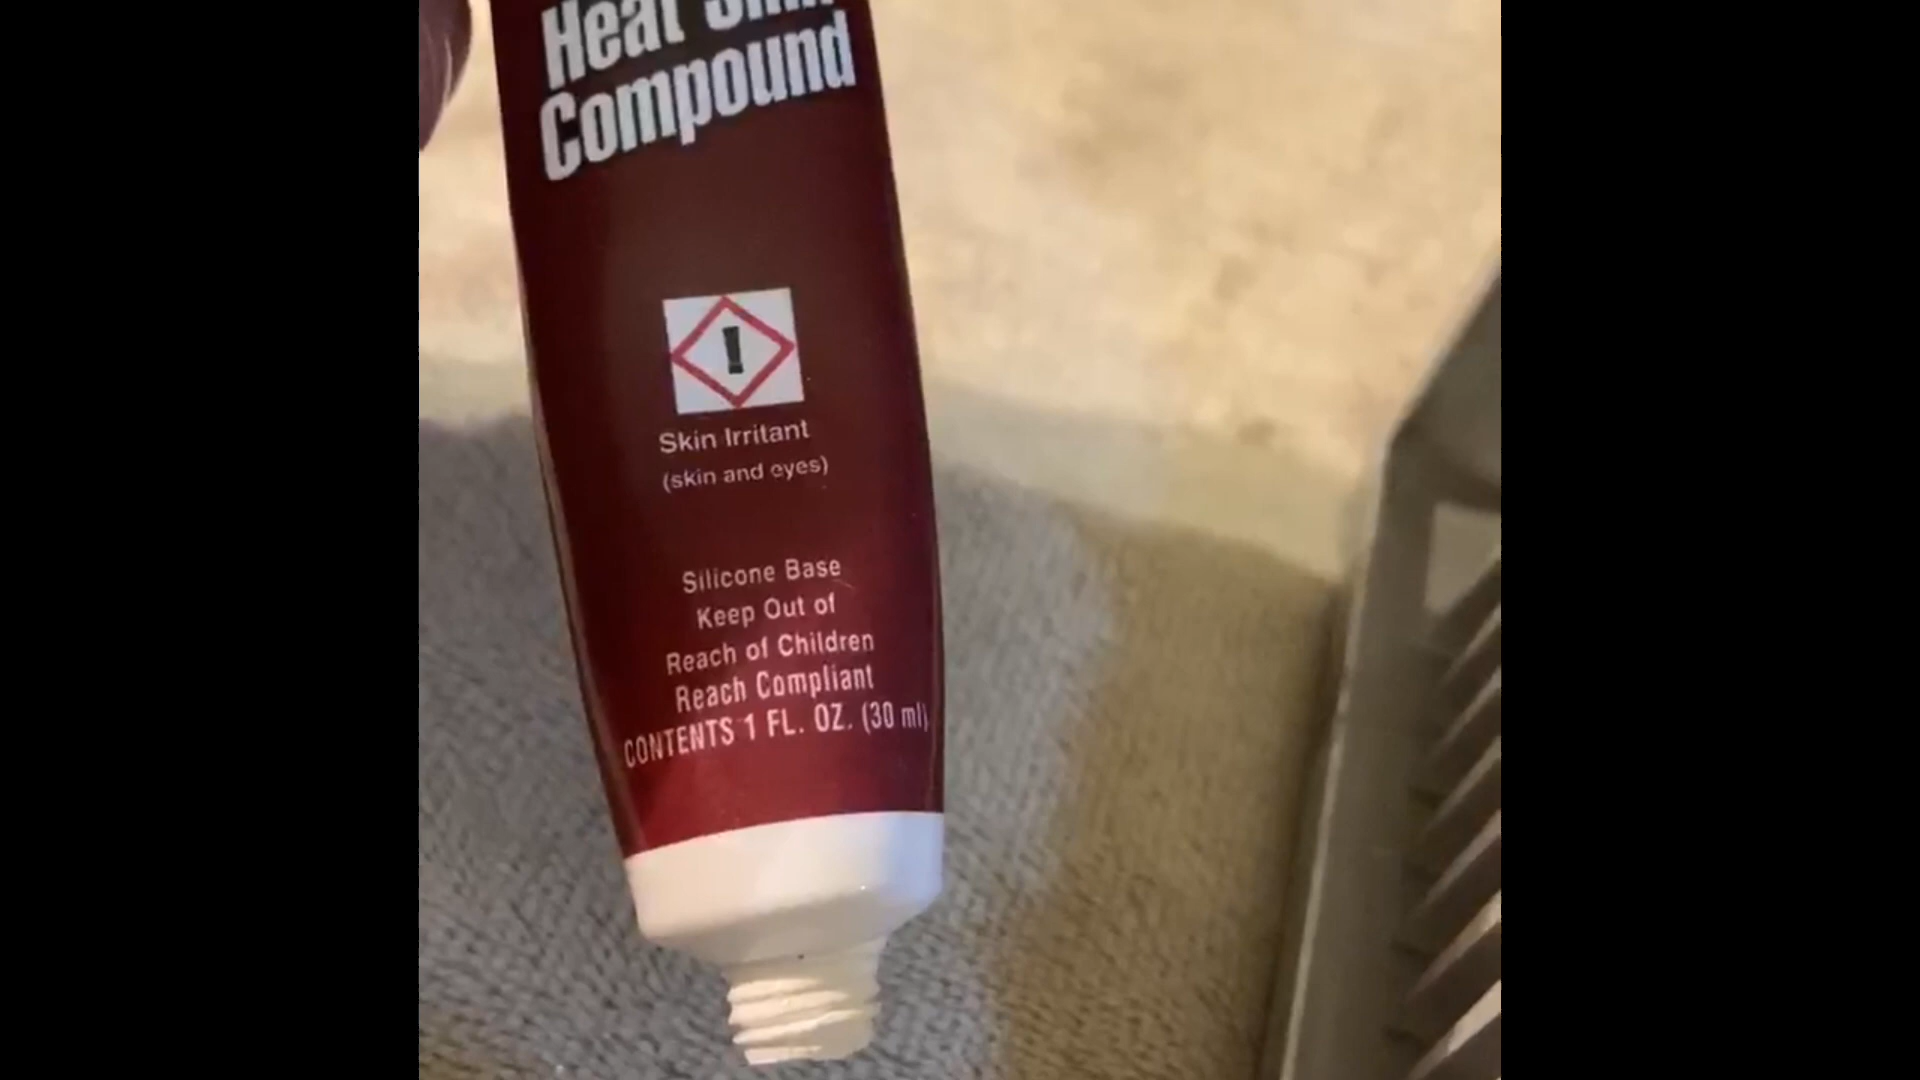 Heat
Compound
!
Skin Irritant
(skin and eyes)
Silicone Base
Keep Out of
Reach of Children
Reach Compliant
CONTENTS 1 FL. OZ. (30 ml)